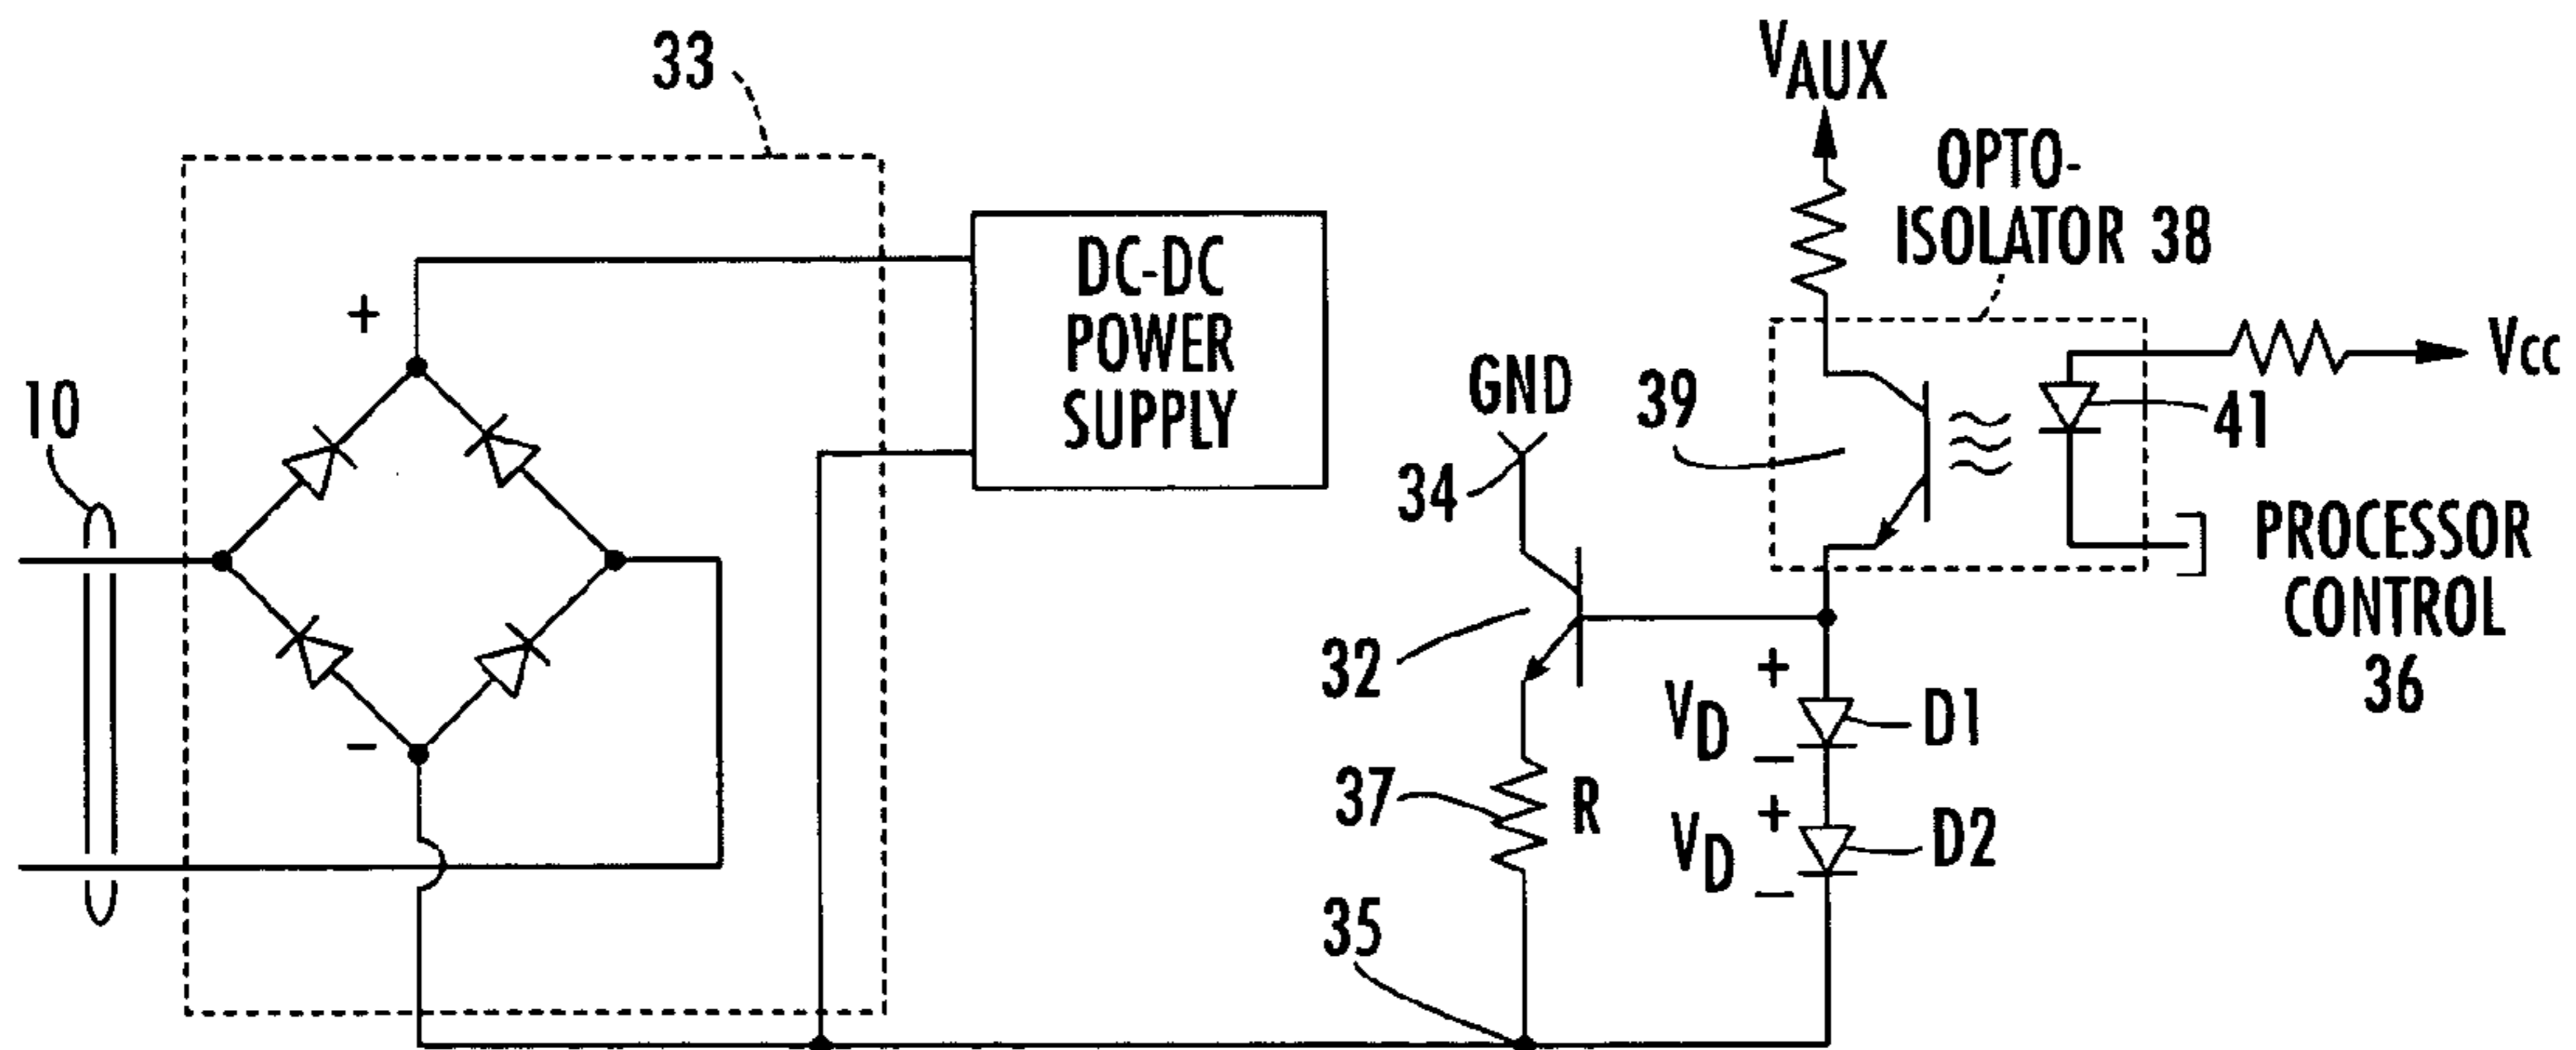 33
VAUX
OPTO-
ISOLATOR 38
DC-DC
POWER
SUPPLY
+
10
GND
39
VCC
41
34
PROCESSOR
CONTROL
36
32
+
VD
D1
−
−
37
R
+
VD
D2
−
35